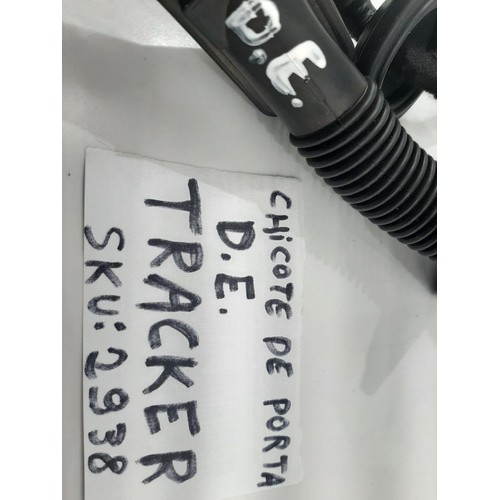 D.E.
CHICOTE DE PORTA
D.E.
TRACKER
SKU: 2938